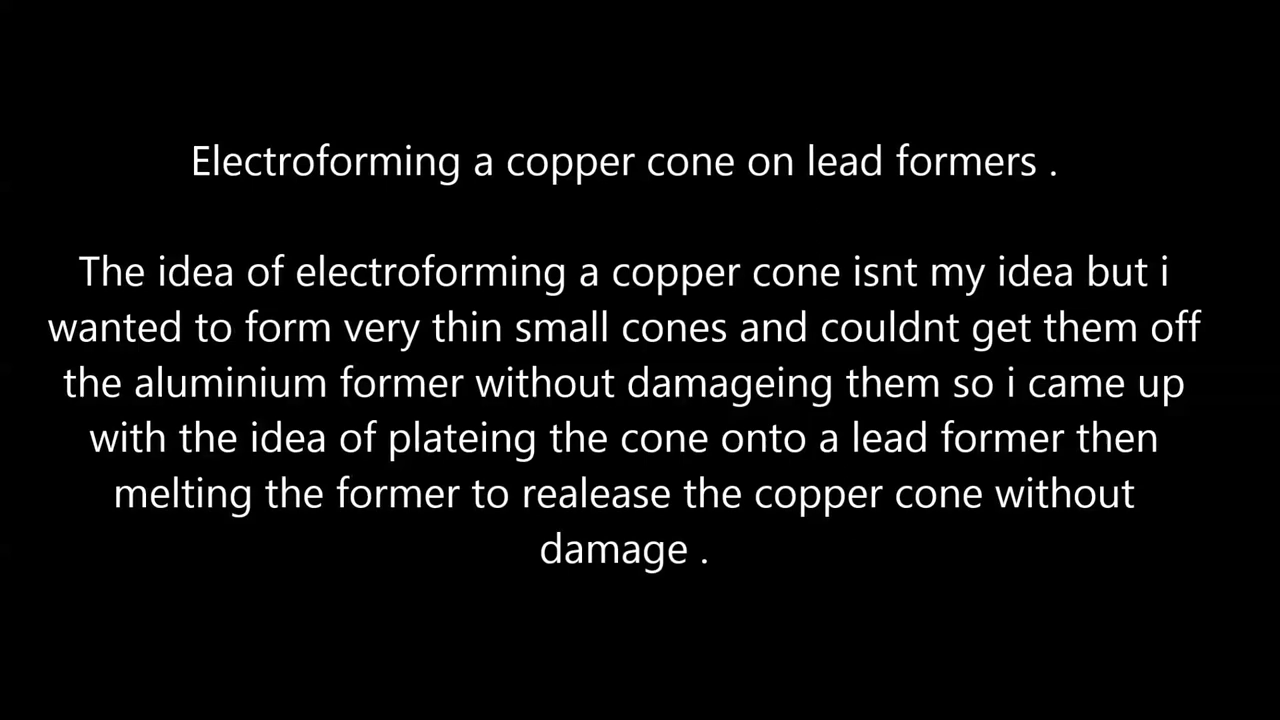 Electroforming a copper cone on lead formers .
The idea of electroforming a copper cone isnt my idea but i
wanted to form very thin small cones and couldnt get them off
the aluminium former without damageing them so i came up
with the idea of plateing the cone onto a lead former then
melting the former to realease the copper cone without
damage .